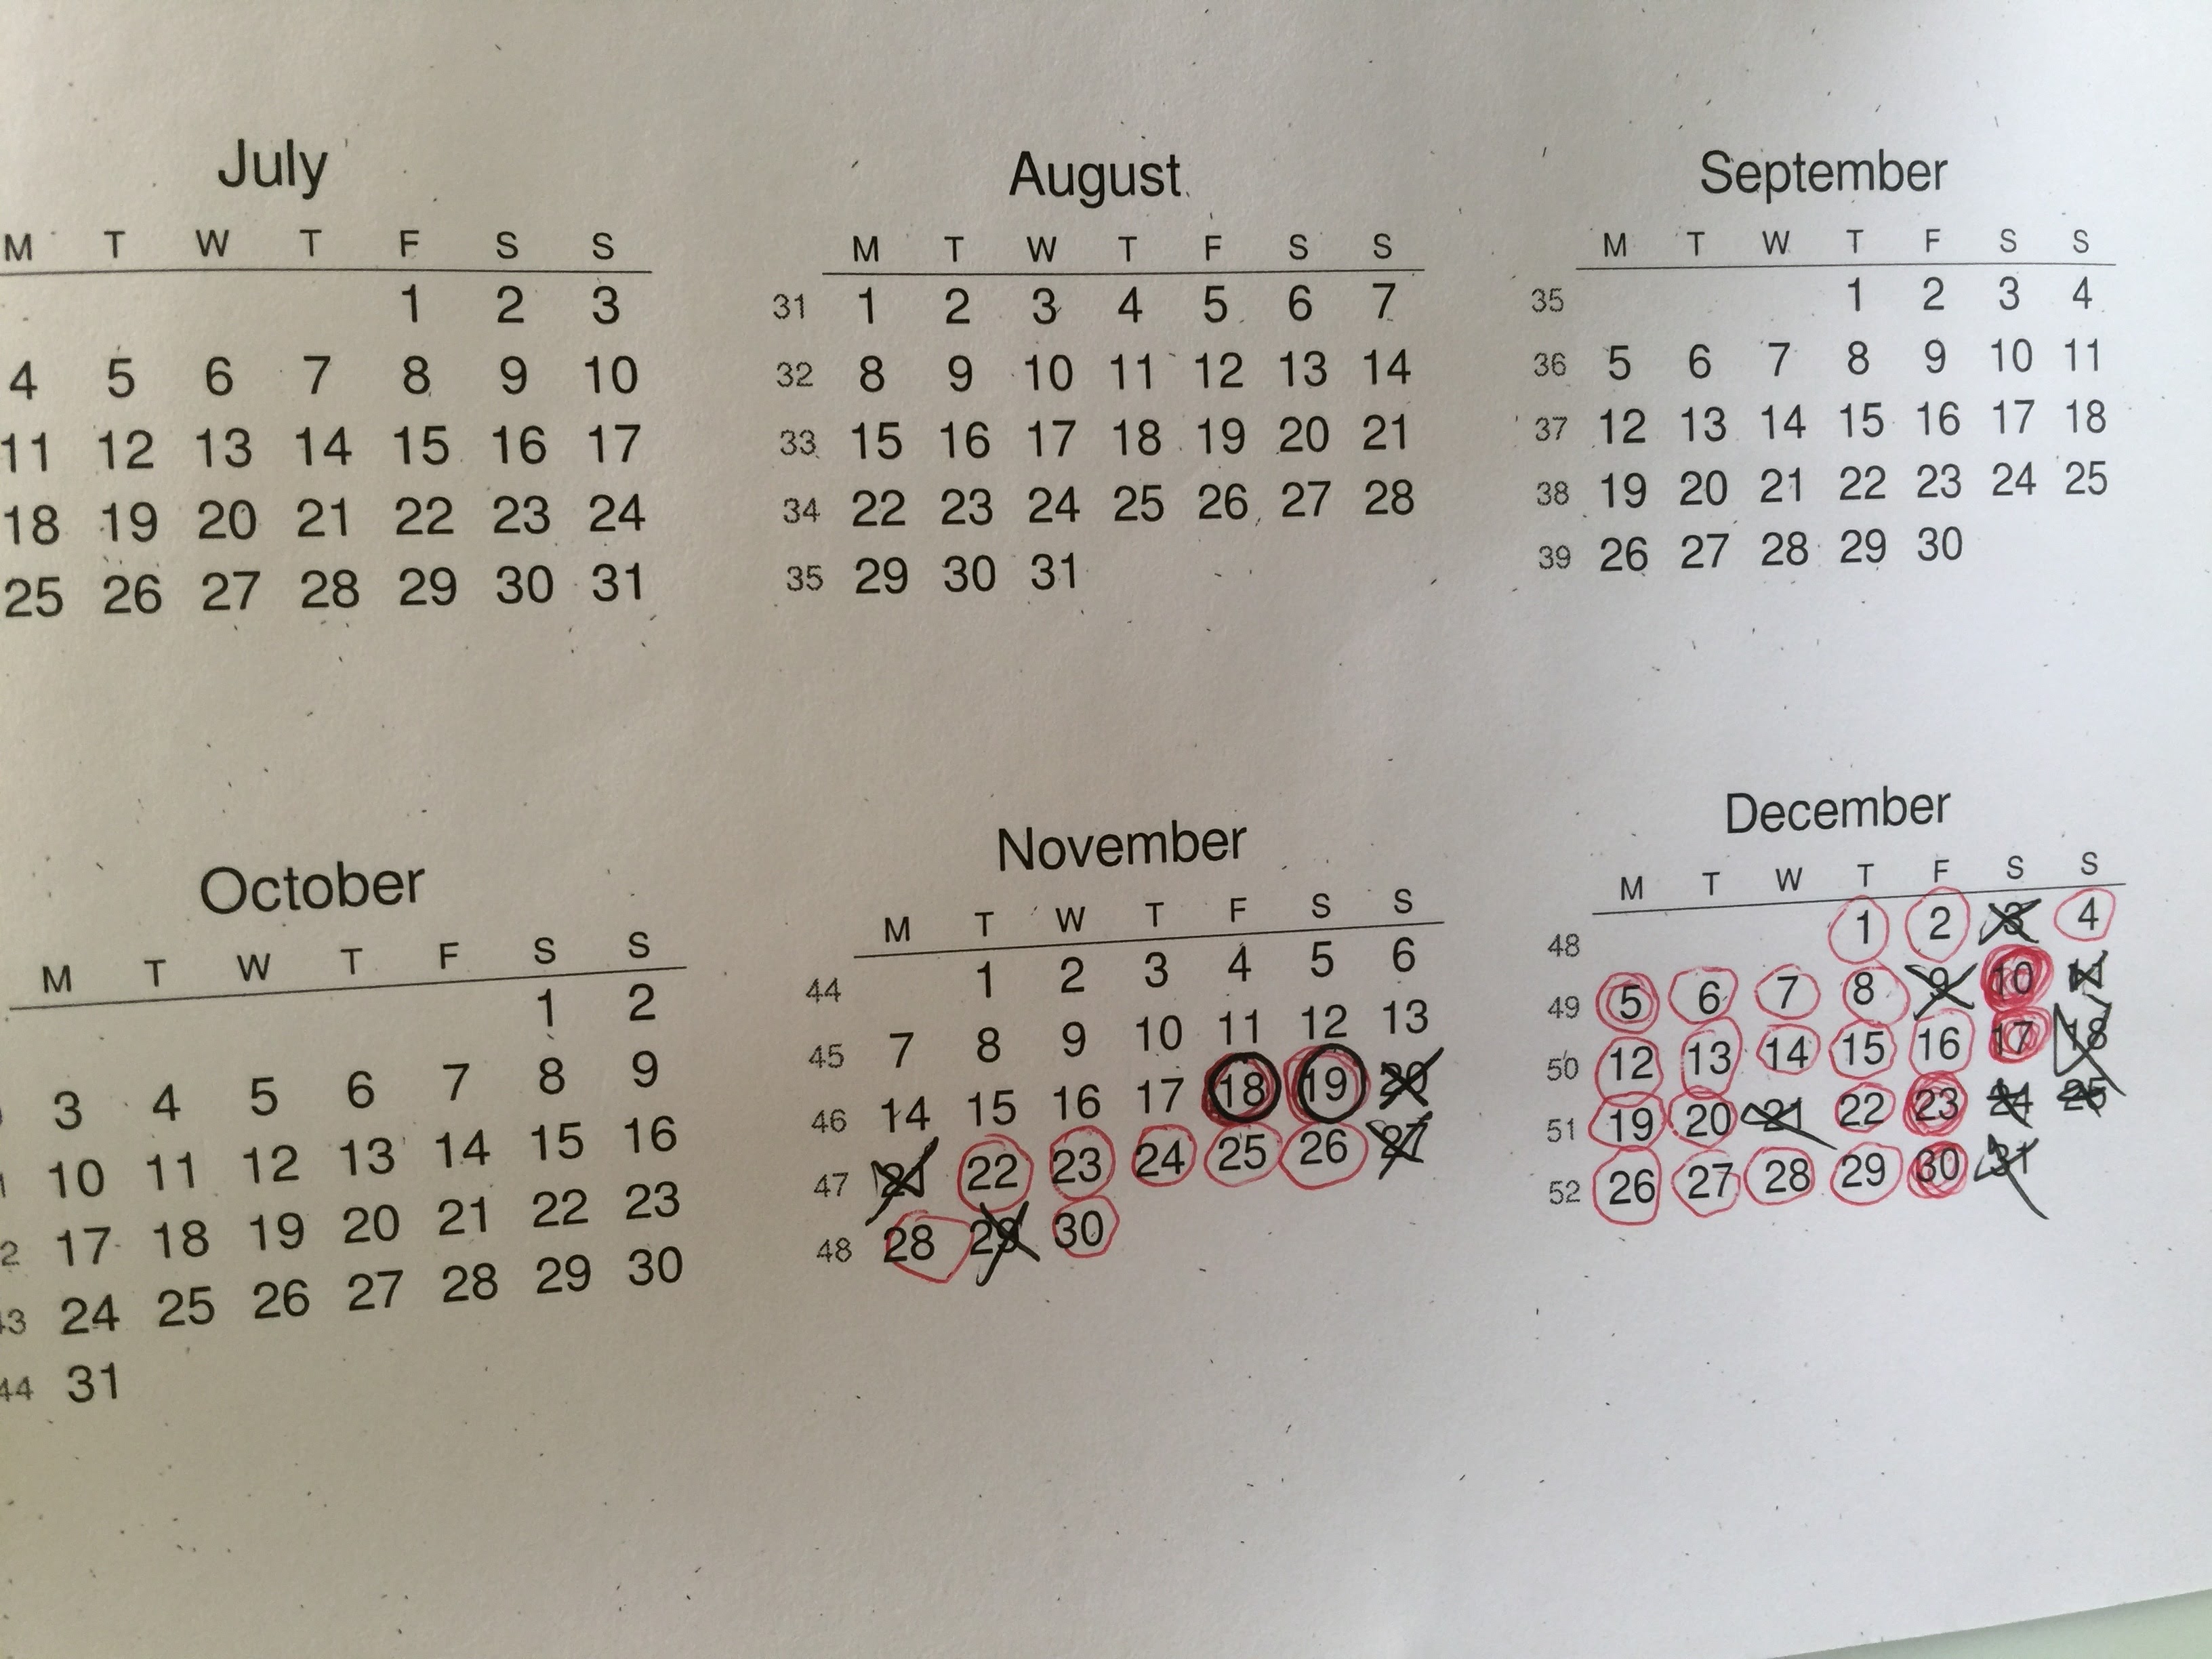 July
M T W T F S S
1 2 3
4 5 6 7 8 9 10
11 12 13 14 15 16 17
18 19 20 21 22 23 24
25 26 27 28 29 30 31
August
M T W T F S S
31 1 2 3 4 5 6 7
32 8 9 10 11 12 13 14
33 15 16 17 18 19 20 21
34 22 23 24 25 26 27 28
35 29 30 31
September
M T W T F S S
35 1 2 3 4
36 5 6 7 8 9 10 11
37 12 13 14 15 16 17 18
38 19 20 21 22 23 24 25
39 26 27 28 29 30
October
M T W T F S S
1 2
3 4 5 6 7 8 9
10 11 12 13 14 15 16
17 18 19 20 21 22 23
24 25 26 27 28 29 30
44 31
November
M T W T F S S
44 1 2 3 4 5 6
45 7 8 9 10 11 12 13
46 14 15 16 17 18 19 20
47 21 22 23 24 25 26 27
48 28 29 30
December
M T W T F S S
48 1 2 3 4
49 5 6 7 8 9 10 11
50 12 13 14 15 16 17 18
51 19 20 21 22 23 24 25
52 26 27 28 29 30 31